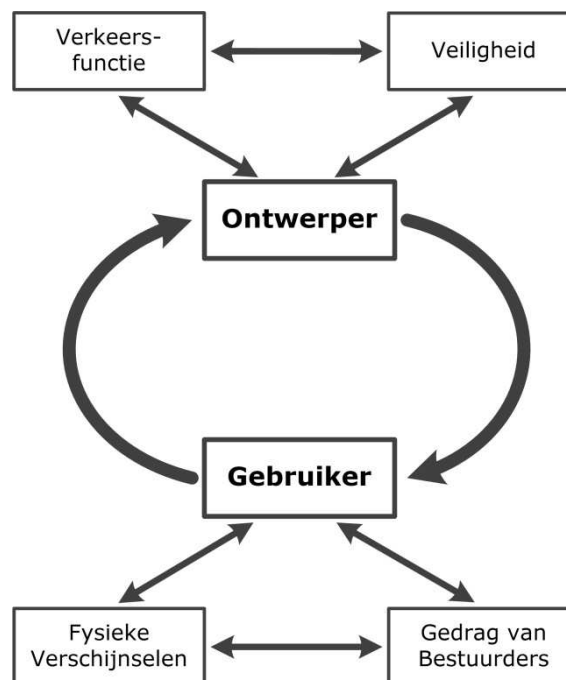 Verkeers-
functie
Veiligheid
Ontwerper
Gebruiker
Fysieke
Verschijnselen
Gedrag van
Bestuurders